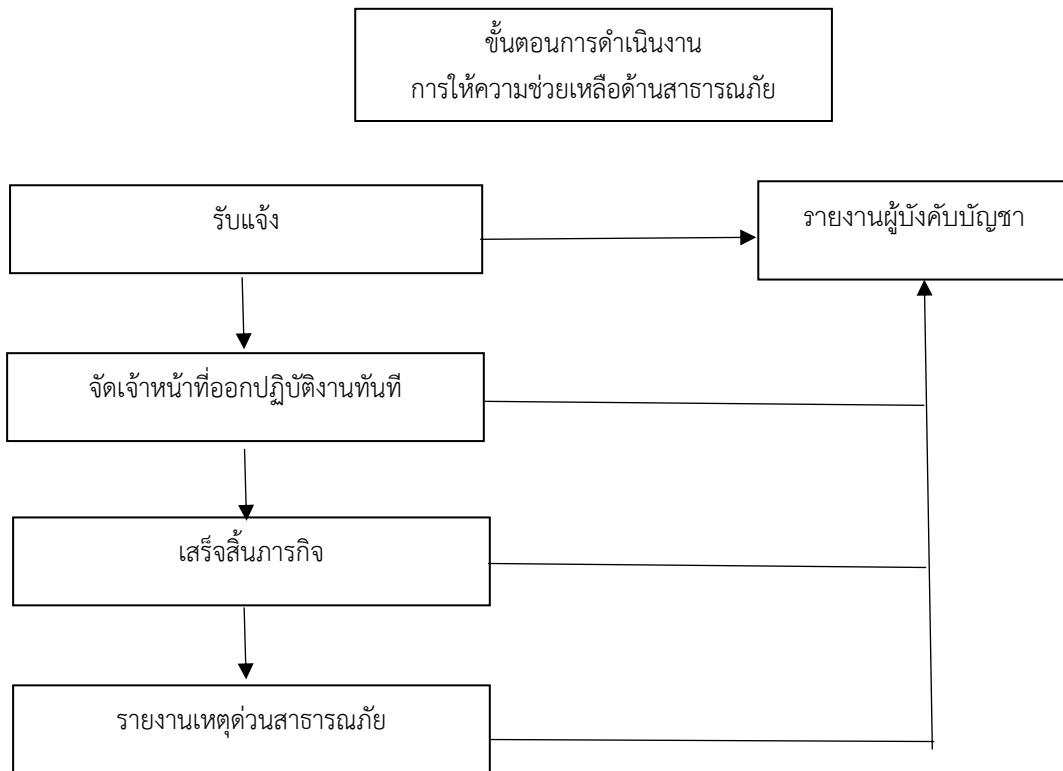 ขั้นตอนการดำเนินงาน
การให้ความช่วยเหลือด้านสาธารณภัย
รับแจ้ง
รายงานผู้บังคับบัญชา
จัดเจ้าหน้าที่ออกปฏิบัติงานทันที
เสร็จสิ้นภารกิจ
รายงานเหตุด่วนสาธารณภัย